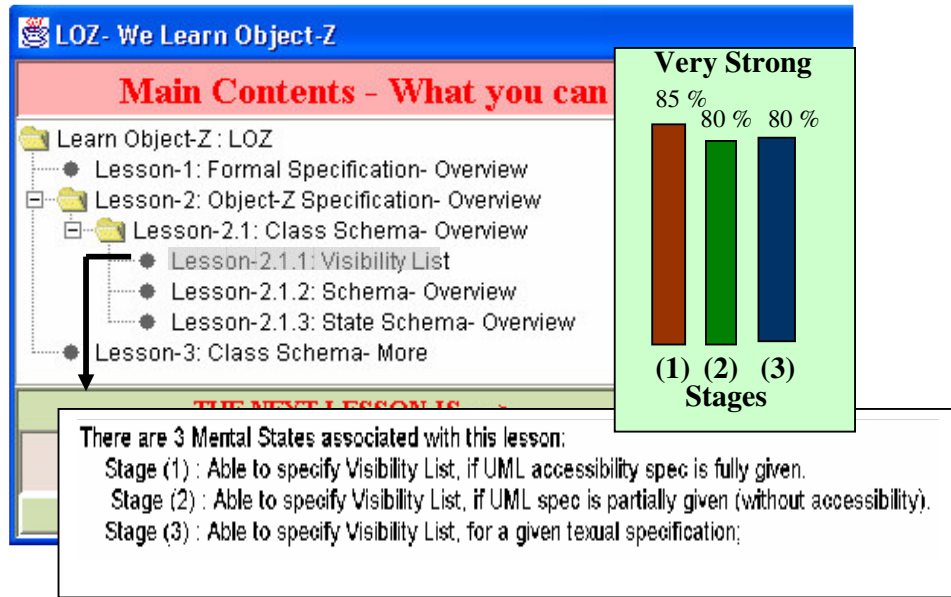 LOZ- We Learn Object-Z
Main Contents - What you can
Learn Object-Z : LOZ
Lesson-1: Formal Specification- Overview
Lesson-2: Object-Z Specification- Overview
Lesson-2.1: Class Schema- Overview
Lesson-2.1.1: Visibility List
Lesson-2.1.2: Schema- Overview
Lesson-2.1.3: State Schema- Overview
Lesson-3: Class Schema- More
Very Strong
85 %
80 % 80 %
(1) (2) (3)
Stages
THE NEXT LESSON IS
There are 3 Mental States associated with this lesson:
Stage (1) : Able to specify Visibility List, if UML accessibility spec is fully given.
Stage (2) : Able to specify Visibility List, if UML spec is partially given (without accessibility).
Stage (3) : Able to specify Visibility List, for a given texual specification;